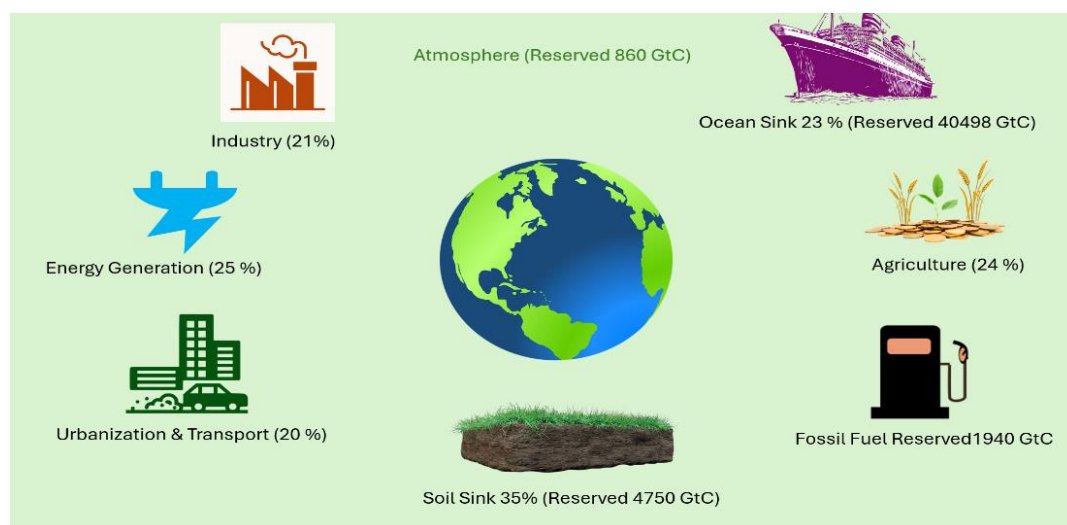 Atmosphere (Reserved 860 GtC)
Industry (21%)
Ocean Sink 23 % (Reserved 40498 GtC)
Energy Generation (25 %)
Agriculture (24 %)
Urbanization & Transport (20 %)
Fossil Fuel Reserved1940 GtC
Soil Sink 35% (Reserved 4750 GtC)